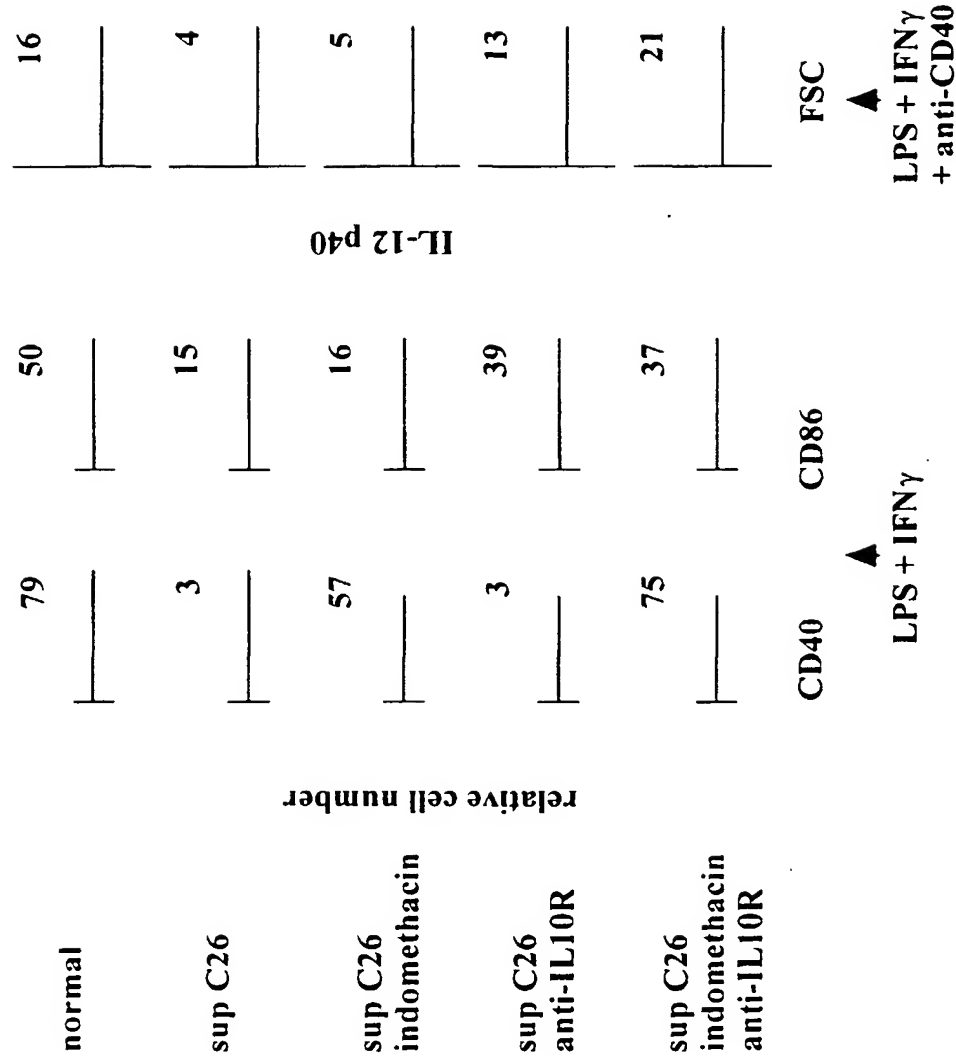 normal
79
50
16
sup C26
3
15
4
sup C26
indomethacin
57
16
5
sup C26
anti-IL10R
3
39
13
sup C26
indomethacin
anti-IL10R
75
37
21
relative cell number
IL-12 p40
CD40
CD86
FSC
LPS + IFNγ
LPS + IFNγ
+ anti-CD40